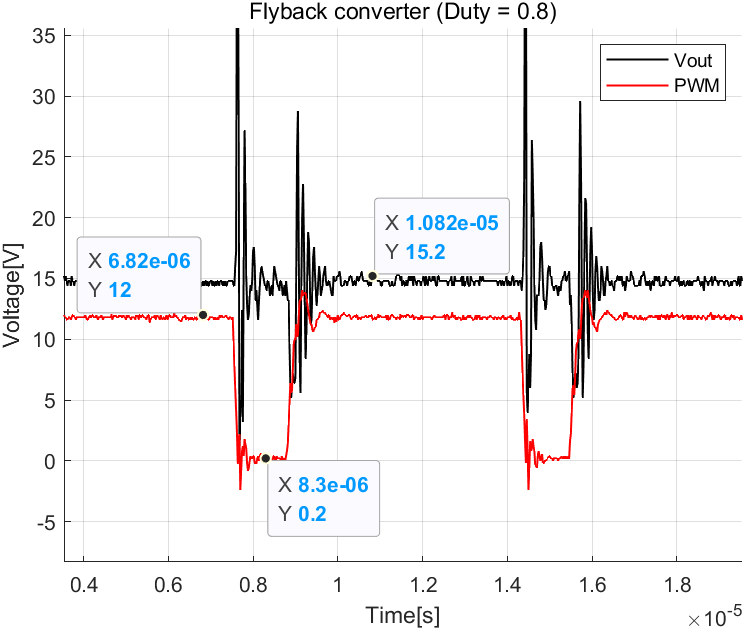 Flyback converter (Duty = 0.8)
Vout
PWM
35
30
25
20
15
10
5
0
-5
Voltage[V]
X 1.082e-05
Y 15.2
X 6.82e-06
Y 12
X 8.3e-06
Y 0.2
0.4
0.6
0.8
1
1.2
1.4
1.6
1.8
Time[s]
×10⁻⁵